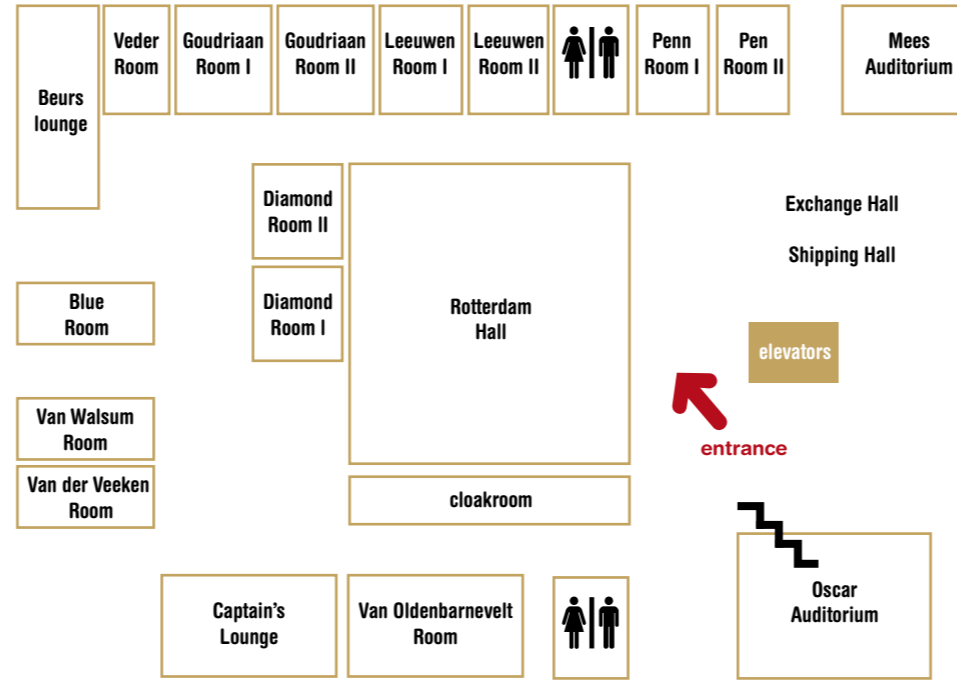 Beurs
lounge
Veder
Room
Goudriaan
Room I
Goudriaan
Room II
Leeuwen
Room I
Leeuwen
Room II
Penn
Room I
Pen
Room II
Mees
Auditorium
Diamond
Room II
Exchange Hall
Shipping Hall
Blue
Room
Diamond
Room I
Rotterdam
Hall
elevators
entrance
Van Walsum
Room
Van der Veeken
Room
cloakroom
Captain's
Lounge
Van Oldenbarnevelt
Room
Oscar
Auditorium